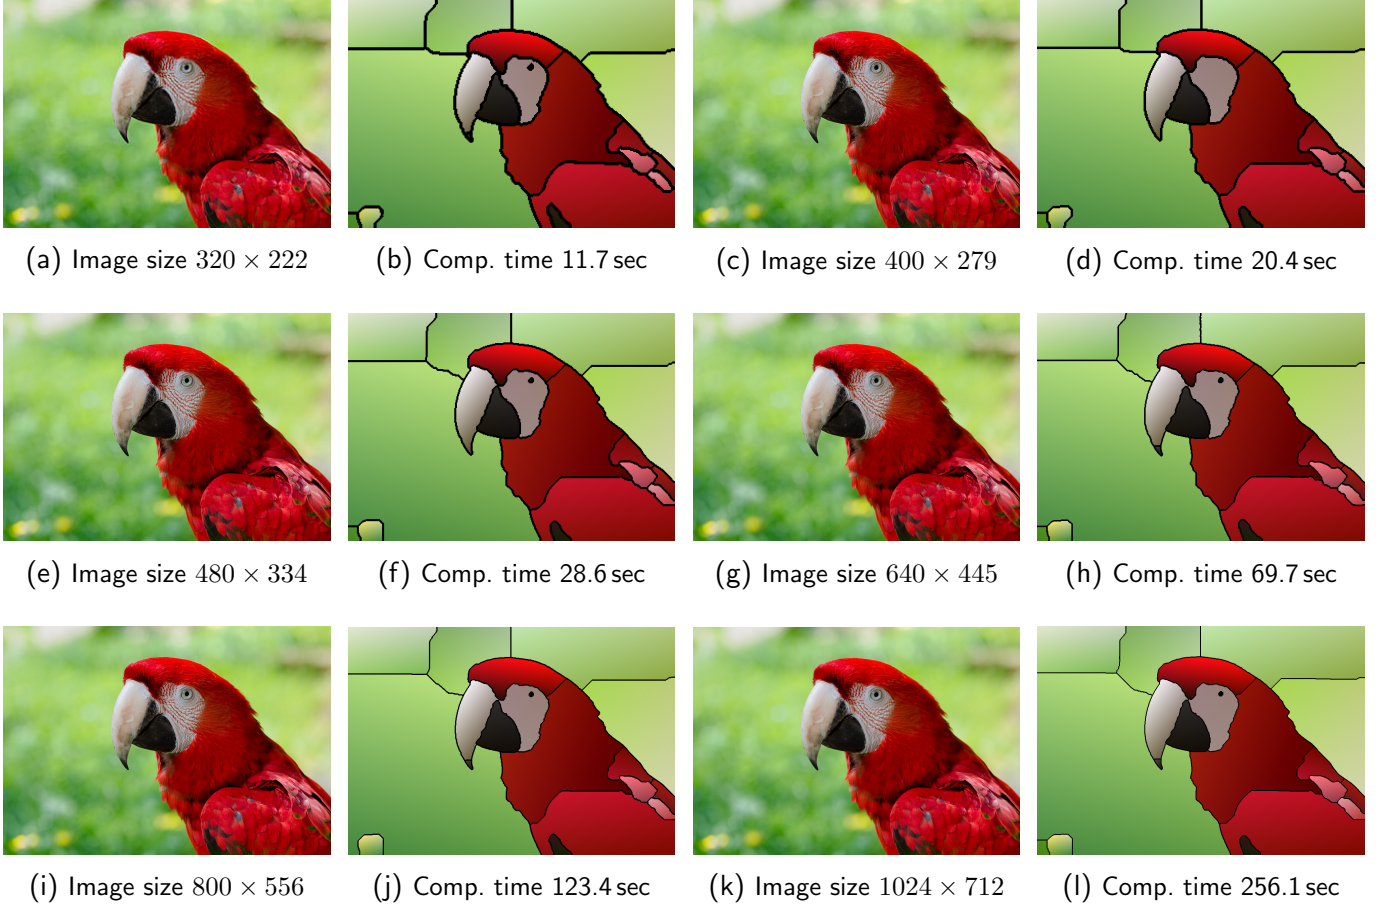 (a) Image size 320 × 222
(b) Comp. time 11.7 sec
(c) Image size 400 × 279
(d) Comp. time 20.4 sec
(e) Image size 480 × 334
(f) Comp. time 28.6 sec
(g) Image size 640 × 445
(h) Comp. time 69.7 sec
(i) Image size 800 × 556
(j) Comp. time 123.4 sec
(k) Image size 1024 × 712
(l) Comp. time 256.1 sec